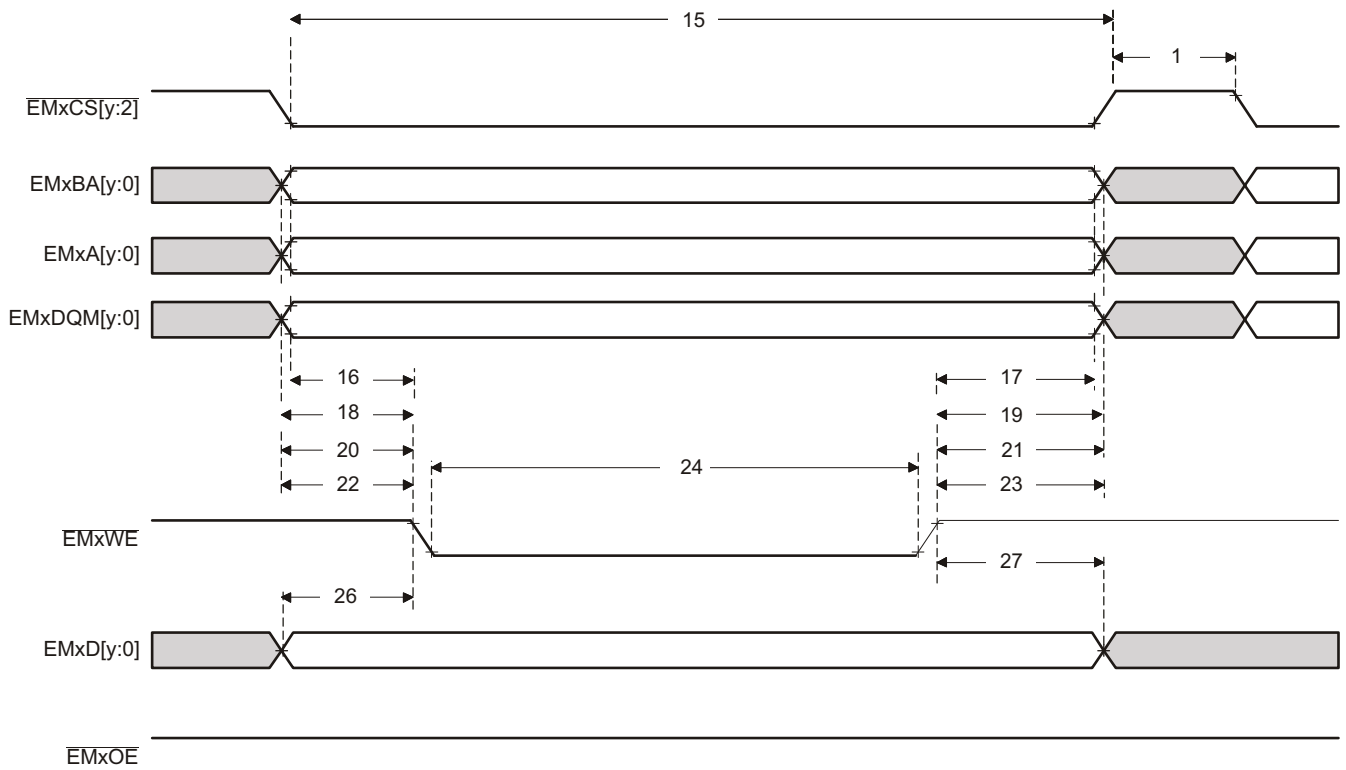 15
1
EMxCS[y:2]
EMxBA[y:0]
EMxA[y:0]
EMxDQM[y:0]
16
17
18
19
20
21
24
22
23
EMxWE
27
26
EMxD[y:0]
EMxOE